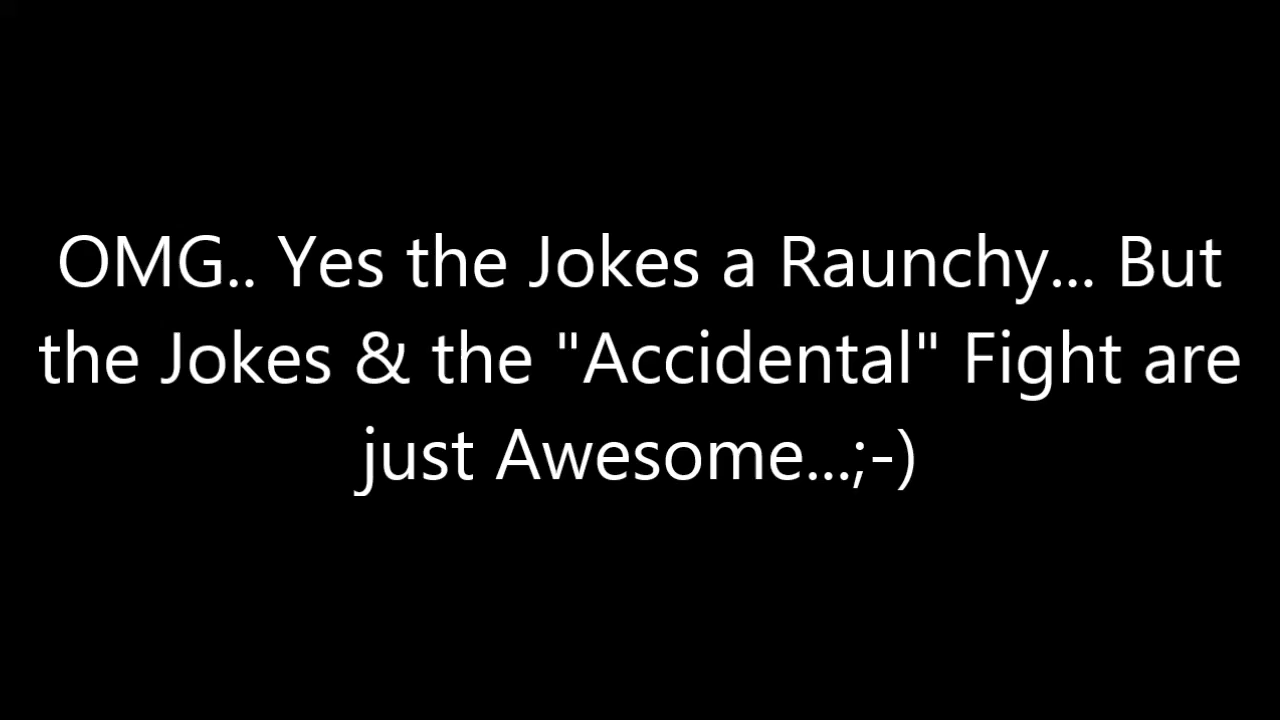 OMG.. Yes the Jokes a Raunchy... But
the Jokes & the "Accidental" Fight are
just Awesome...;-)